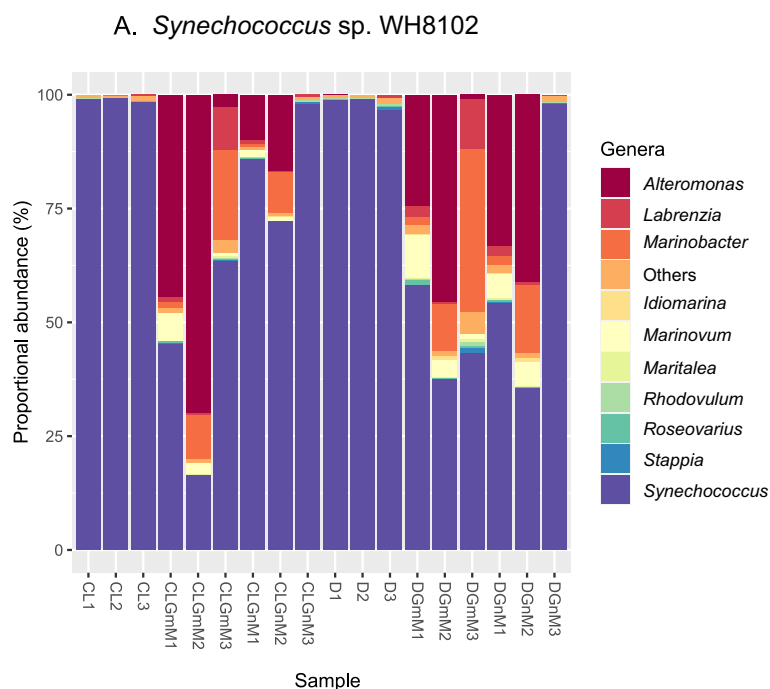 A. Synechococcus sp. WH8102
Proportional abundance (%)
100
75
50
25
0
CL1
CL2
CL3
CLGmM1
CLGmM2
CLGmM3
CLGnM1
CLGnM2
CLGnM3
D1
D2
D3
DGmM1
DGmM2
DGmM3
DGnM1
DGnM2
DGnM3
Sample
Genera
Alteromonas
Labrenzia
Marinobacter
Others
Idiomarina
Marinovum
Maritalea
Rhodovulum
Roseovarius
Stappia
Synechococcus